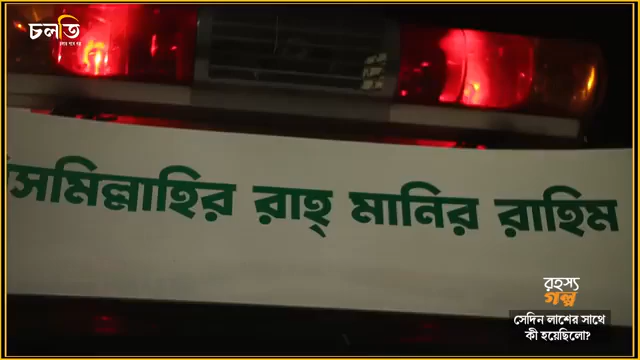 চলতি
িসমিল্লাহির রাহ্ মানির রাহিম
রহস্য
গল্প
সেদিন লাশের সাথে
কী হয়েছিলো?